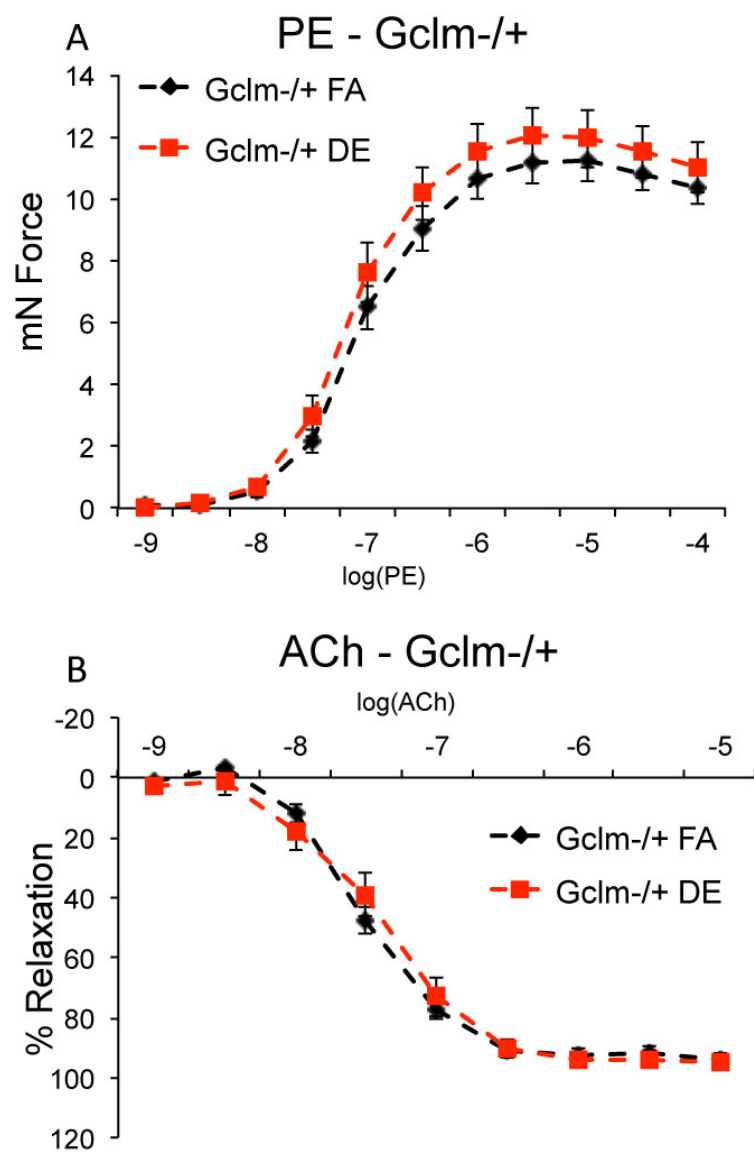 A
PE - Gclm-/+
14
12
10
8
6
4
2
0
mN Force
Gclm-/+ FA
Gclm-/+ DE
-9
-8
-7
-6
-5
-4
log(PE)
B
ACh - Gclm-/+
log(ACh)
-20
0
20
40
60
80
100
120
% Relaxation
-9
-8
-7
-6
-5
Gclm-/+ FA
Gclm-/+ DE